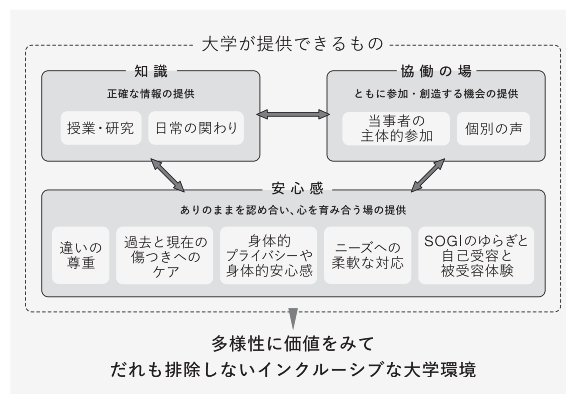 大学が提供できるもの
知識
正確な情報の提供
授業・研究
日常の関わり
協働の場
ともに参加・創造する機会の提供
当事者の
主体的参加
個別の声
安心感
ありのままを認め合い、心を育み合う場の提供
違いの
尊重
過去と現在の
傷つきへの
ケア
身体的
プライバシーや
身体的安心感
ニーズへの
柔軟な対応
SOGIのゆらぎと
自己受容と
被受容体験
多様性に価値をみて
だれも排除しないインクルーシブな大学環境